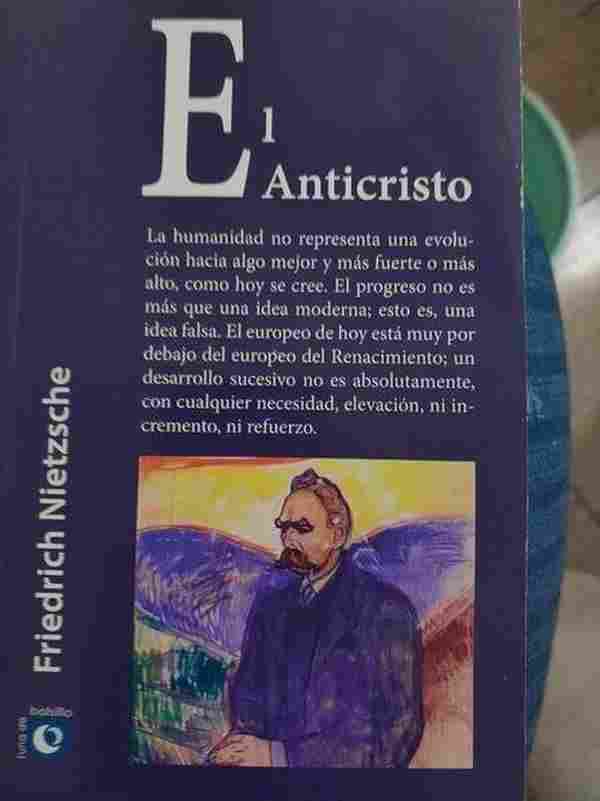 El
Anticristo
La humanidad no representa una evolu-
ción hacia algo mejor y más fuerte o más
alto, como hoy se cree. El progreso no es
más que una idea moderna; esto es, una
idea falsa. El europeo de hoy está muy por
debajo del europeo del Renacimiento; un
desarrollo sucesivo no es absolutamente,
con cualquier necesidad, elevación, ni in-
cremento, ni refuerzo.
Friedrich Nietzsche
luna de
bolsillo